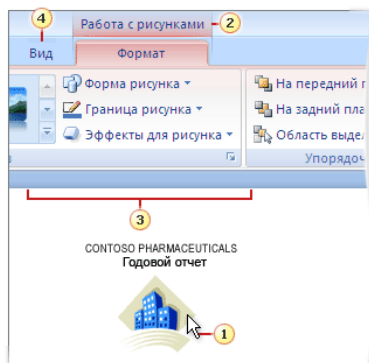 4
Работа с рисунками
2
Вид
Формат
Форма рисунка
На передний
Граница рисунка
На задний
Эффекты для рисунка
Область
3
CONTOSO PHARMACEUTICALS
Годовой отчет
1